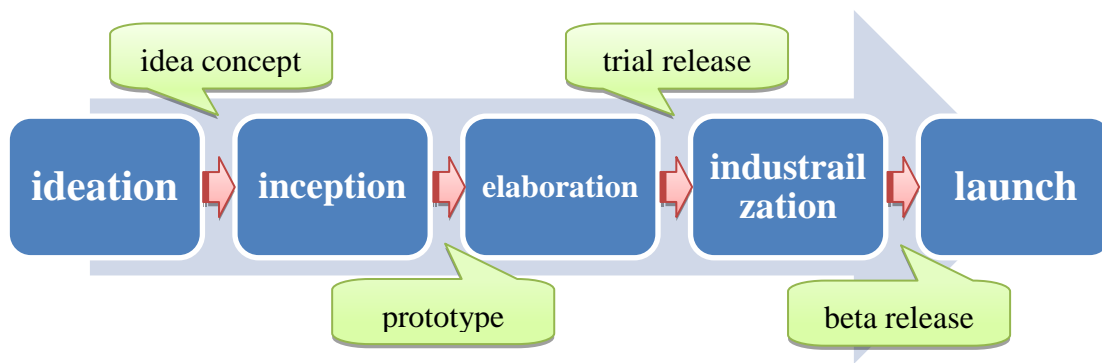 idea concept
trial release
ideation
inception
elaboration
industrail
zation
launch
prototype
beta release